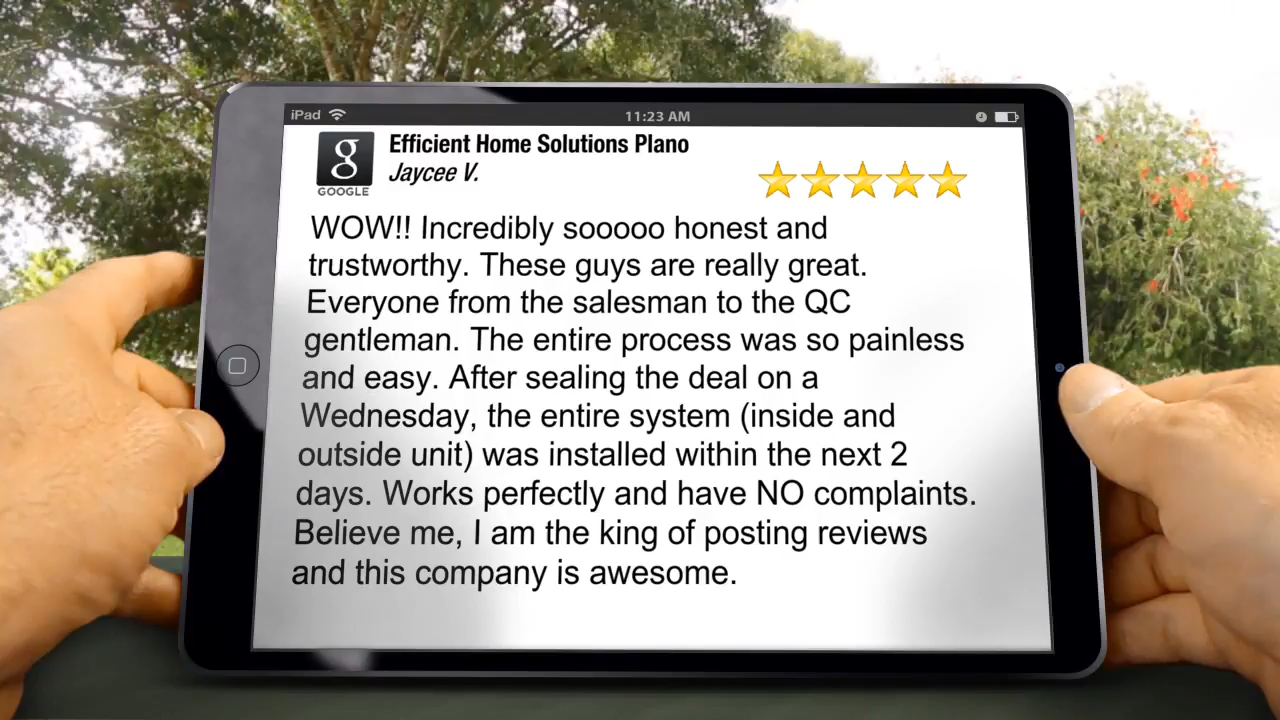 iPad
11:23 AM
g
GOOGLE
Efficient Home Solutions Plano
Jaycee V.
WOW!! Incredibly sooooo honest and
trustworthy. These guys are really great.
Everyone from the salesman to the QC
gentleman. The entire process was so painless
and easy. After sealing the deal on a
Wednesday, the entire system (inside and
outside unit) was installed within the next 2
days. Works perfectly and have NO complaints.
Believe me, I am the king of posting reviews
and this company is awesome.